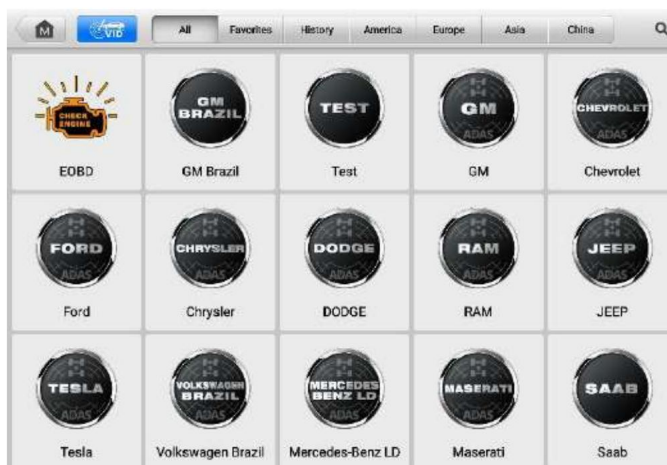 M VID All Favorites History America Europe Asia China
CHECK
ENGINE
GM
BRAZIL
TEST
GM
ADAS
CHEVROLET
ADAS
EOBD GM Brazil Test GM Chevrolet
FORD
ADAS
CHRYSLER
ADAS
DODGE
ADAS
RAM
ADAS
JEEP
ADAS
Ford Chrysler DODGE RAM JEEP
TESLA
ADAS
VOLKSWAGEN
BRAZIL
ADAS
MERCEDES
BENZ LD
ADAS
MASERATI
ADAS
SAAB
Tesla Volkswagen Brazil Mercedes-Benz LD Maserati Saab